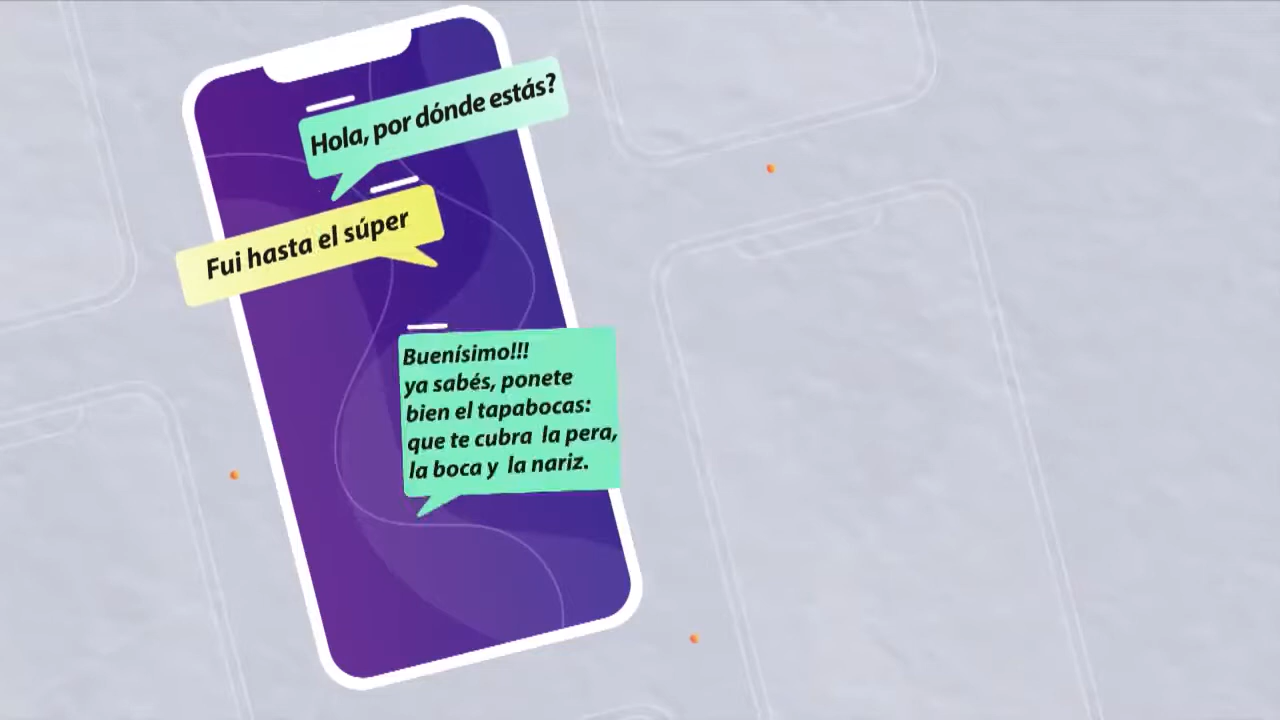 Hola, por dónde estás?
Fui hasta el súper
Buenísimo!!!
ya sabés, ponete
bien el tapabocas:
que te cubra la pera,
la boca y la nariz.